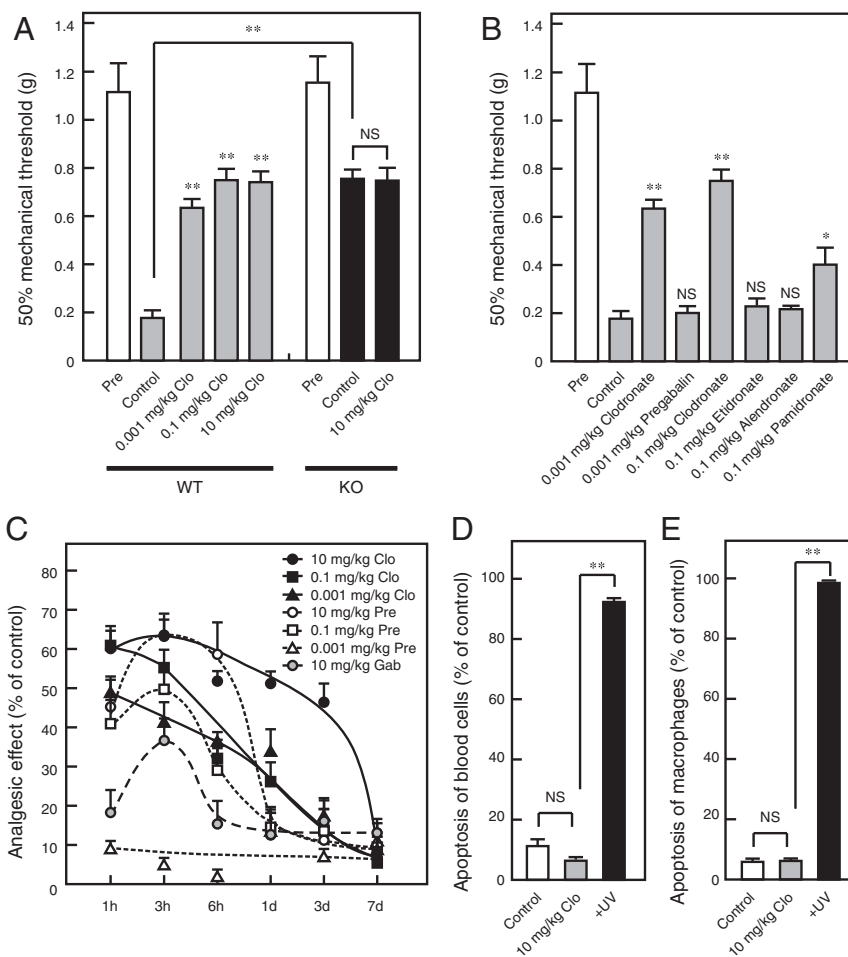 A
50% mechanical threshold (g)
1.4
1.2
1.0
0.8
0.6
0.4
0.2
0
**
**
**
**
NS
Pre
Control
0.001 mg/kg Clo
0.1 mg/kg Clo
10 mg/kg Clo
Pre
Control
10 mg/kg Clo
WT
KO
B
50% mechanical threshold (g)
1.4
1.2
1.0
0.8
0.6
0.4
0.2
0
**
NS
**
NS
NS
*
Pre
Control
0.001 mg/kg Clodronate
0.001 mg/kg Pregabalin
0.1 mg/kg Clodronate
0.1 mg/kg Etidronate
0.1 mg/kg Alendronate
0.1 mg/kg Pamidronate
C
Analgesic effect (% of control)
80
70
60
50
40
30
20
10
0
1h
3h
6h
1d
3d
7d
10 mg/kg Clo
0.1 mg/kg Clo
0.001 mg/kg Clo
10 mg/kg Pre
0.1 mg/kg Pre
0.001 mg/kg Pre
10 mg/kg Gab
D
Apoptosis of blood cells (% of control)
100
80
60
40
20
0
NS
**
Control
10 mg/kg Clo
+UV
E
Apoptosis of macrophages (% of control)
100
80
60
40
20
0
NS
**
Control
10 mg/kg Clo
+UV